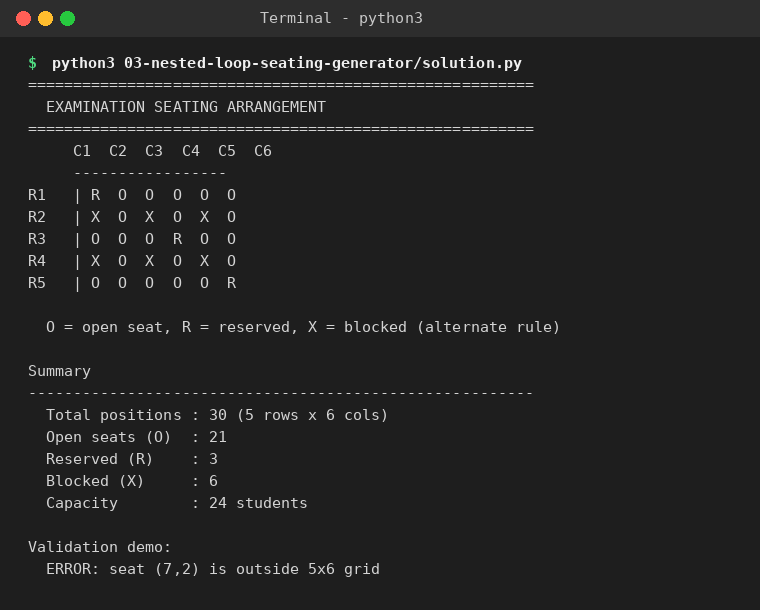 Terminal - python3
$ python3 03-nested-loop-seating-generator/solution.py
========================================================
  EXAMINATION SEATING ARRANGEMENT
========================================================
     C1  C2  C3  C4  C5  C6
     -----------------
R1   | R  O  O  O  O  O
R2   | X  O  X  O  X  O
R3   | O  O  O  R  O  O
R4   | X  O  X  O  X  O
R5   | O  O  O  O  O  R
  O = open seat, R = reserved, X = blocked (alternate rule)
Summary
--------------------------------------------------------
  Total positions : 30 (5 rows x 6 cols)
  Open seats (O)  : 21
  Reserved (R)    : 3
  Blocked (X)     : 6
  Capacity        : 24 students
Validation demo:
  ERROR: seat (7,2) is outside 5x6 grid